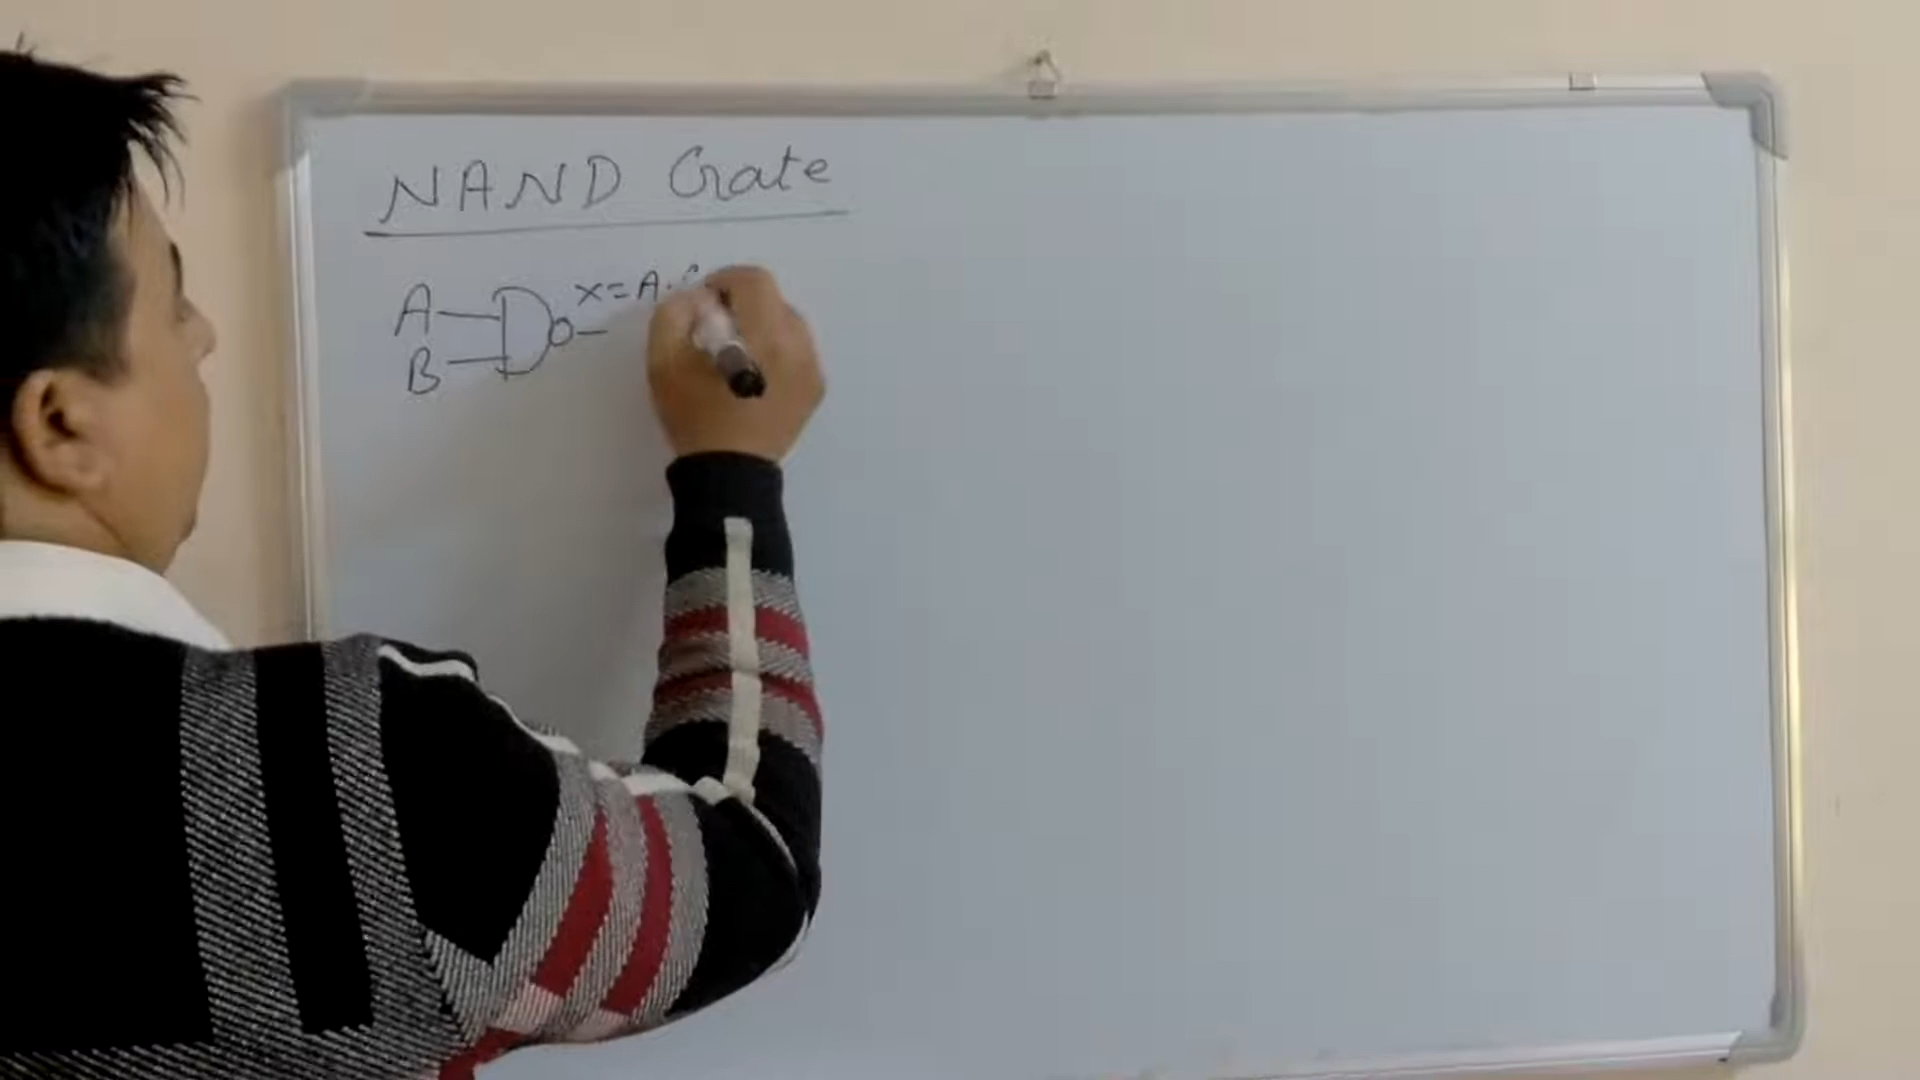 NAND Gate
x=A.
A
B